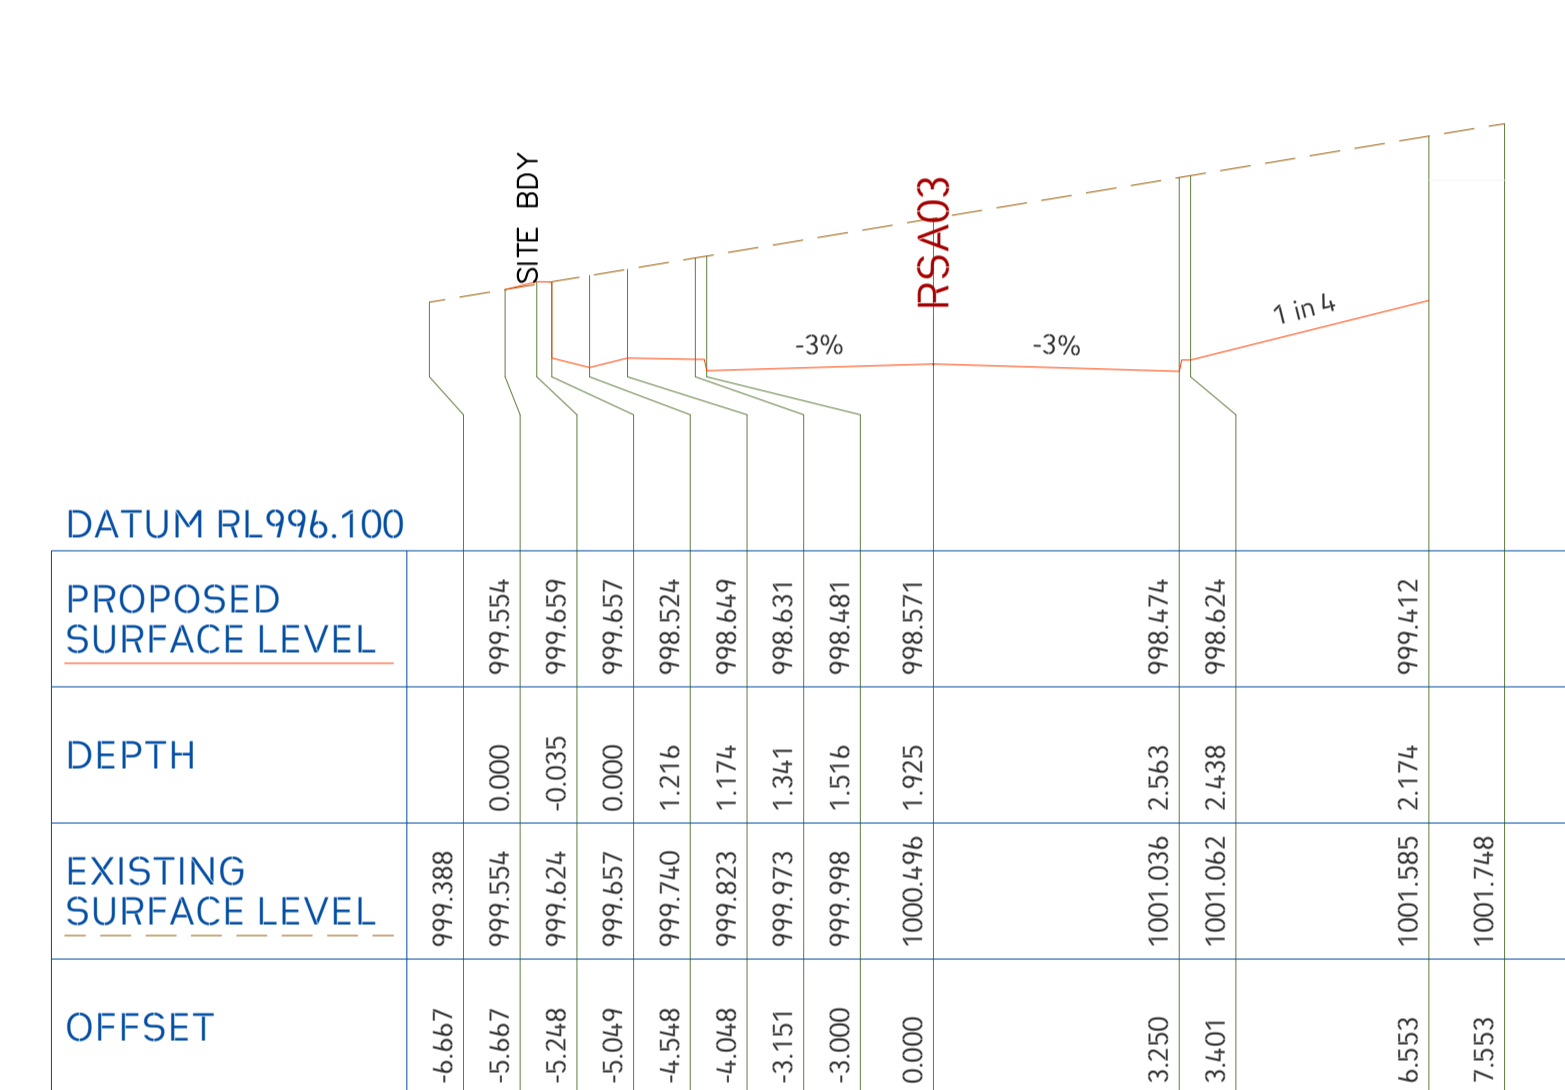 SITE BDY
RSA03
-3%
-3%
1 in 4
DATUM RL996.100
PROPOSED
SURFACE LEVEL
999.554 999.659 999.657 998.524 998.649 998.631 998.481 998.571 998.474 998.624 999.412
DEPTH
0.000 -0.035 0.000 1.216 1.174 1.341 1.516 1.925 2.563 2.438 2.174
EXISTING
SURFACE LEVEL
999.388 999.554 999.624 999.657 999.740 999.823 999.973 999.998 1000.496 1001.036 1001.062 1001.585 1001.748
OFFSET
-6.667 -5.667 -5.248 -5.049 -4.548 -4.048 -3.151 -3.000 0.000 3.250 3.401 6.553 7.553